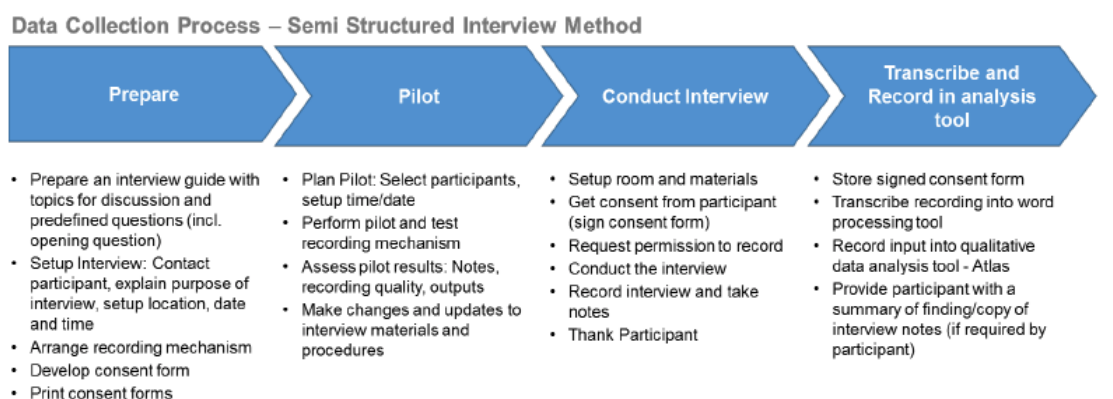 Data Collection Process – Semi Structured Interview Method
Prepare
Pilot
Conduct Interview
Transcribe and
Record in analysis
tool
• Prepare an interview guide with
topics for discussion and
predefined questions (incl.
opening question)
• Setup Interview: Contact
participant, explain purpose of
interview, setup location, date
and time
• Arrange recording mechanism
• Develop consent form
• Print consent forms
• Plan Pilot: Select participants,
setup time/date
• Perform pilot and test
recording mechanism
• Assess pilot results: Notes,
recording quality, outputs
• Make changes and updates to
interview materials and
procedures
• Setup room and materials
• Get consent from participant
(sign consent form)
• Request permission to record
• Conduct the interview
• Record interview and take
notes
• Thank Participant
• Store signed consent form
• Transcribe recording into word
processing tool
• Record input into qualitative
data analysis tool - Atlas
• Provide participant with a
summary of finding/copy of
interview notes (if required by
participant)